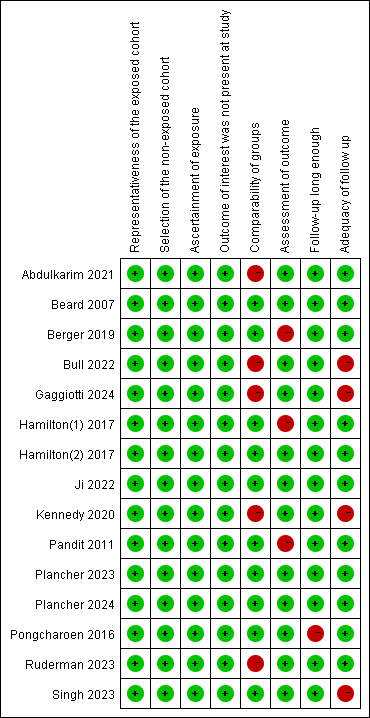 Representativeness of the exposed cohort
Selection of the non-exposed cohort
Ascertainment of exposure
Outcome of interest was not present at study
Comparability of groups
Assessment of outcome
Follow-up long enough
Adequacy of follow up
Abdulkarim 2021 + + + + - + + +
Beard 2007 + + + + + + + +
Berger 2019 + + + + + - + +
Bull 2022 + + + + - + + -
Gaggiotti 2024 + + + + - + + -
Hamilton(1) 2017 + + + + + - + +
Hamilton(2) 2017 + + + + + + + +
Ji 2022 + + + + + + + +
Kennedy 2020 + + + + - + + -
Pandit 2011 + + + + + - + +
Plancher 2023 + + + + + + + +
Plancher 2024 + + + + + + + +
Pongcharoen 2016 + + + + + + - +
Ruderman 2023 + + + + - + + +
Singh 2023 + + + + + + + -